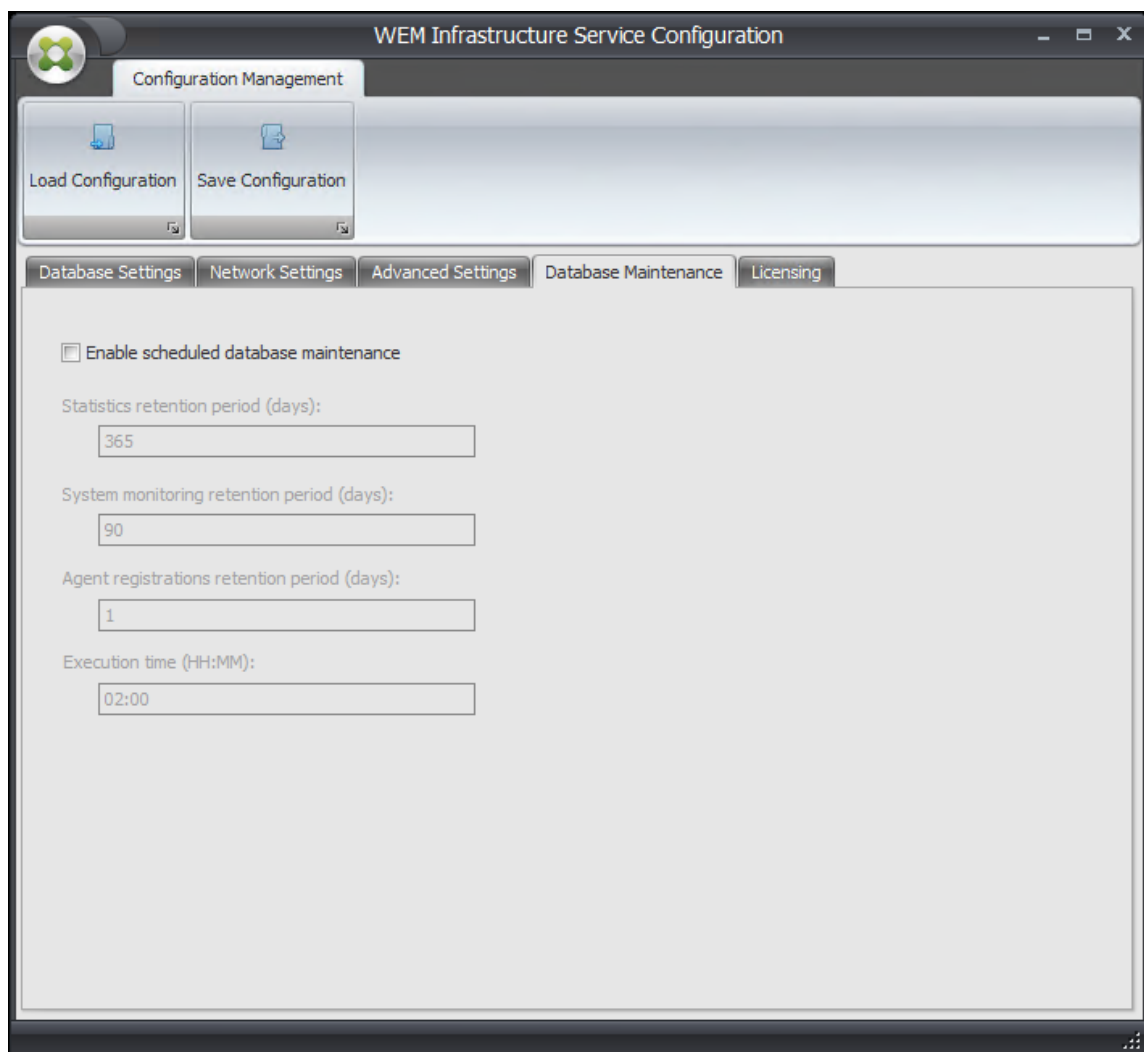 WEM Infrastructure Service Configuration
Configuration Management
Load Configuration
Save Configuration
Database Settings
Network Settings
Advanced Settings
Database Maintenance
Licensing
Enable scheduled database maintenance
Statistics retention period (days):
365
System monitoring retention period (days):
90
Agent registrations retention period (days):
1
Execution time (HH:MM):
02:00